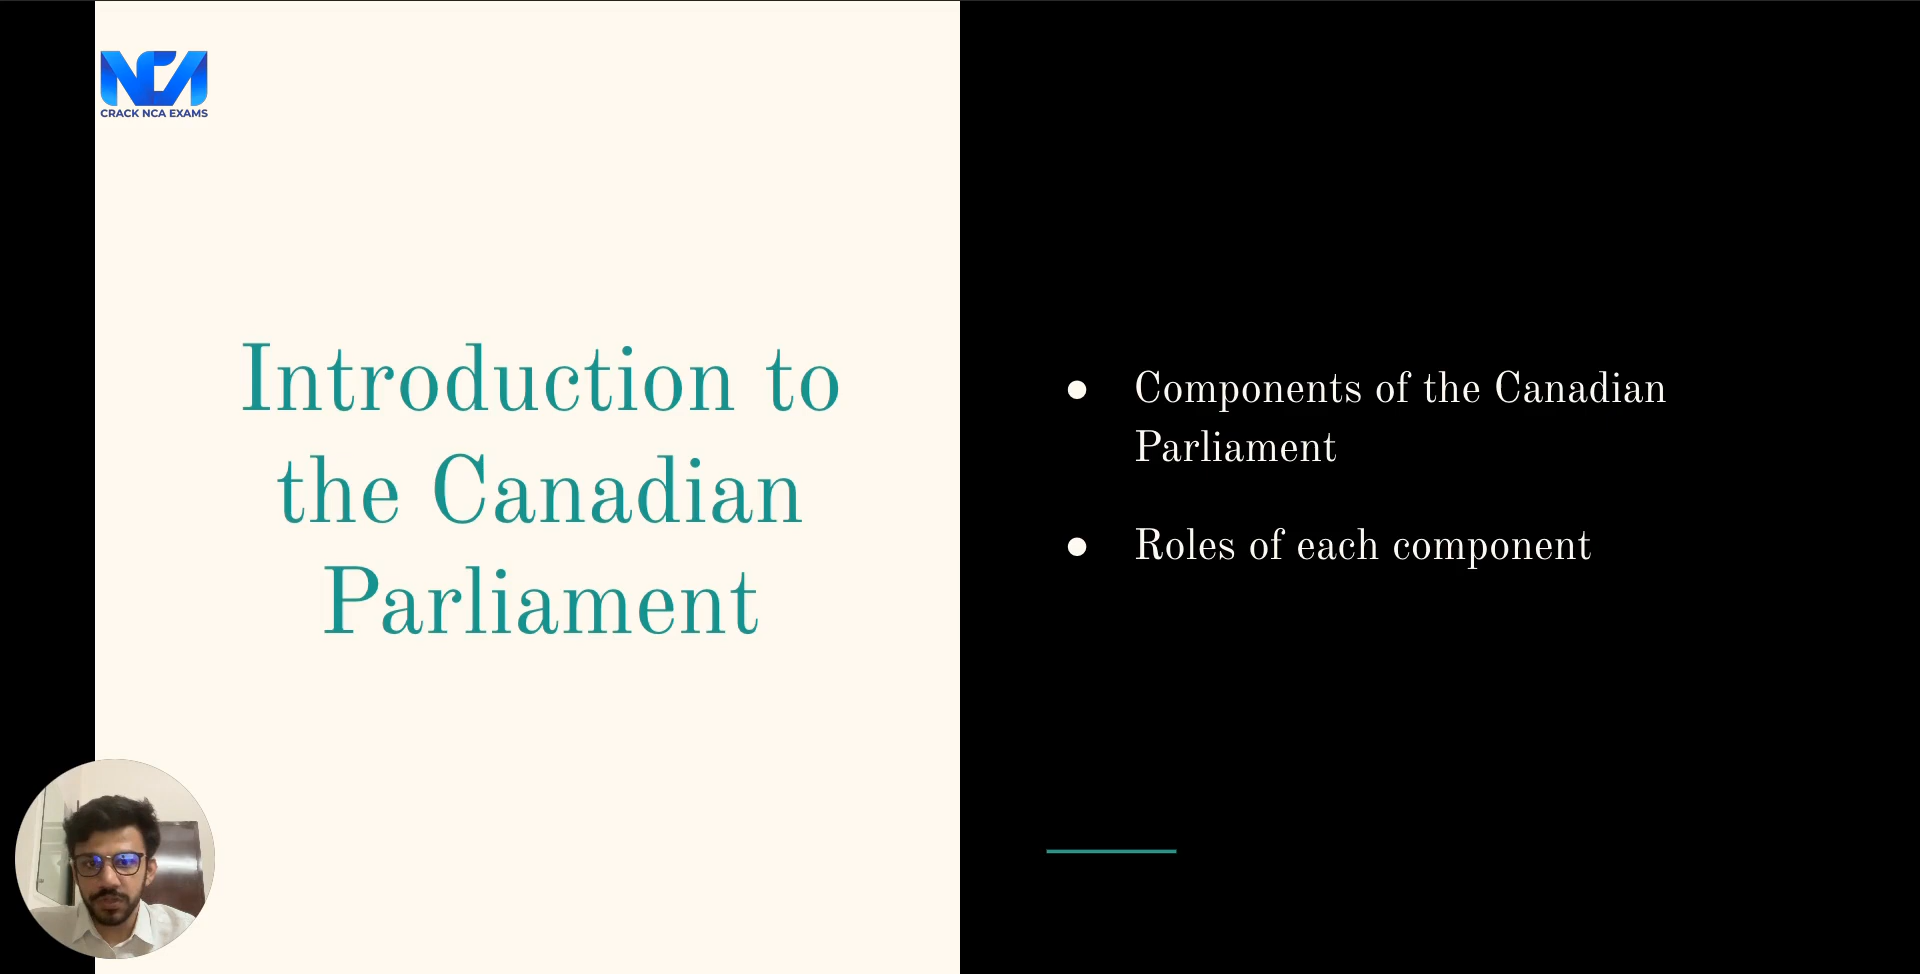 NCA
CRACK NCA EXAMS
Introduction to
the Canadian
Parliament
● Components of the Canadian
Parliament
● Roles of each component